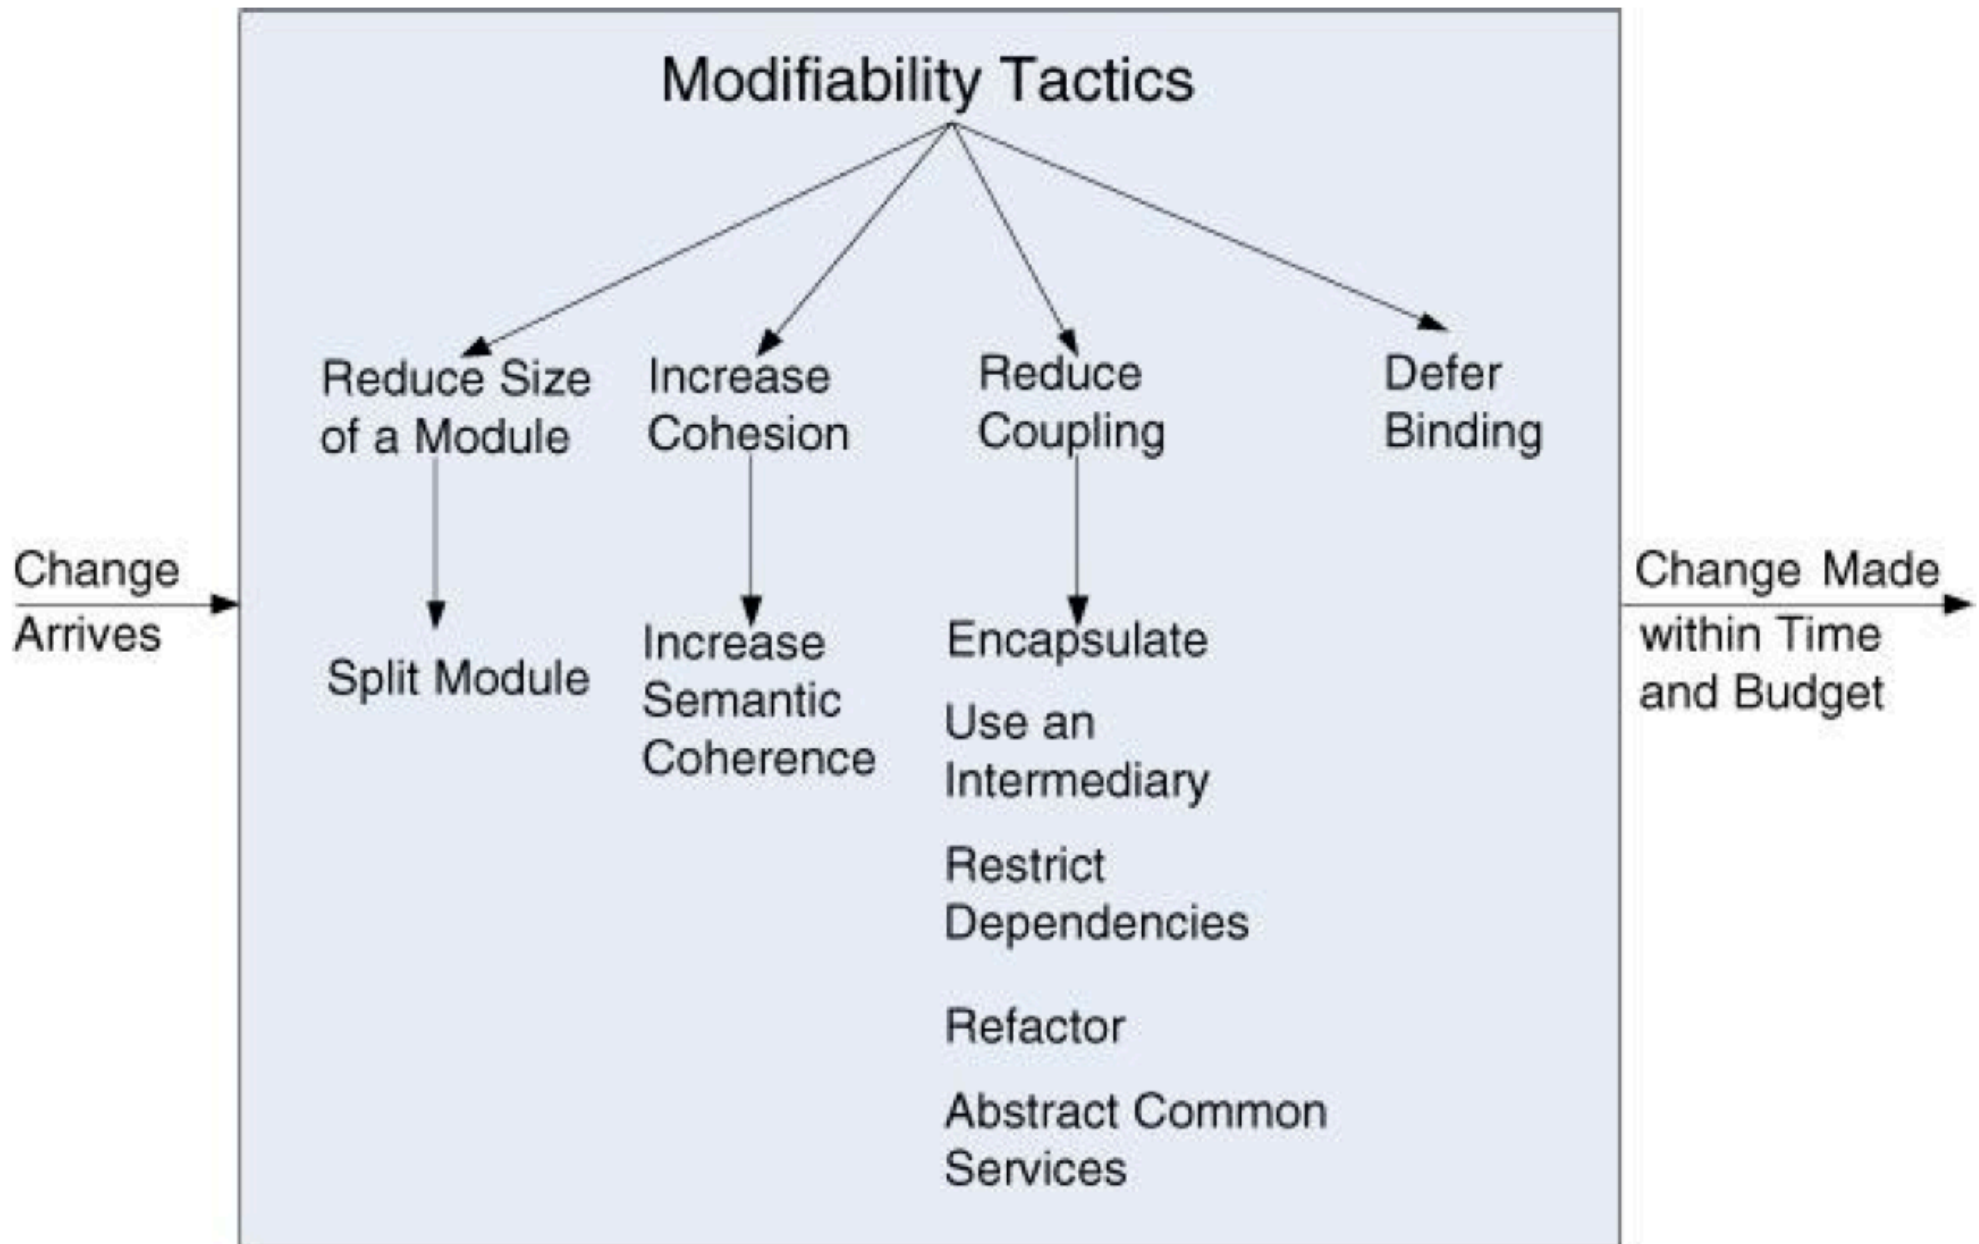 Modifiability Tactics
Reduce Size
of a Module
Increase
Cohesion
Reduce
Coupling
Defer
Binding
Change
Arrives
Split Module
Increase
Semantic
Coherence
Encapsulate
Use an
Intermediary
Restrict
Dependencies
Refactor
Abstract Common
Services
Change Made
within Time
and Budget